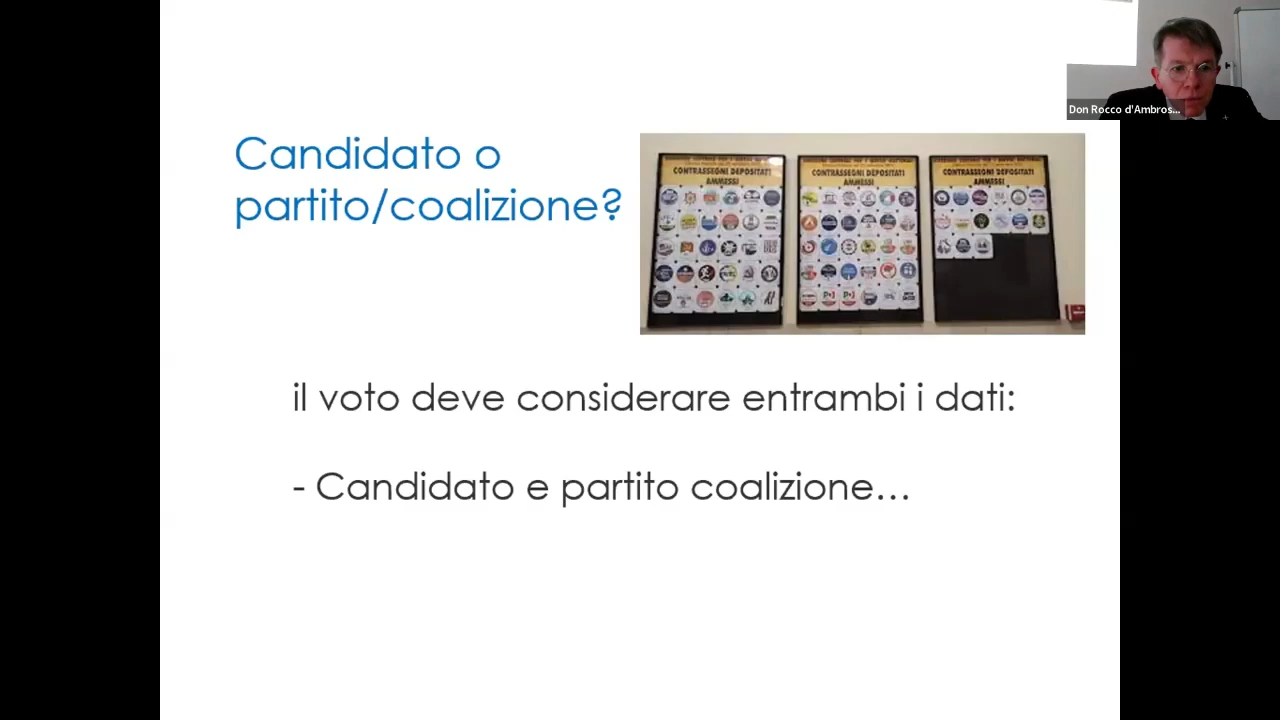 Don Rocco d'Ambros...
Candidato o
partito/coalizione?
CONTRASSEGNI DEPOSITATI
AMMESSI
CONTRASSEGNI DEPOSITATI
AMMESSI
CONTRASSEGNI DEPOSITATI
AMMESSI
il voto deve considerare entrambi i dati:
- Candidato e partito coalizione...